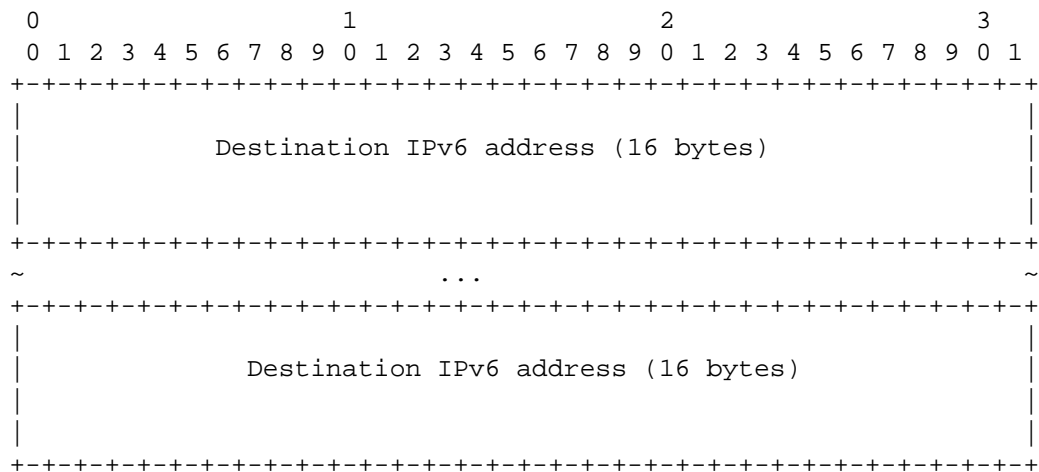 0                   1                   2                   3
 0 1 2 3 4 5 6 7 8 9 0 1 2 3 4 5 6 7 8 9 0 1 2 3 4 5 6 7 8 9 0 1
+-+-+-+-+-+-+-+-+-+-+-+-+-+-+-+-+-+-+-+-+-+-+-+-+-+-+-+-+-+-+-+-+
|                                                               |
|            Destination IPv6 address (16 bytes)                |
|                                                               |
|                                                               |
+-+-+-+-+-+-+-+-+-+-+-+-+-+-+-+-+-+-+-+-+-+-+-+-+-+-+-+-+-+-+-+-+
~                          ...                                  ~
+-+-+-+-+-+-+-+-+-+-+-+-+-+-+-+-+-+-+-+-+-+-+-+-+-+-+-+-+-+-+-+-+
|                                                               |
|              Destination IPv6 address (16 bytes)              |
|                                                               |
|                                                               |
+-+-+-+-+-+-+-+-+-+-+-+-+-+-+-+-+-+-+-+-+-+-+-+-+-+-+-+-+-+-+-+-+